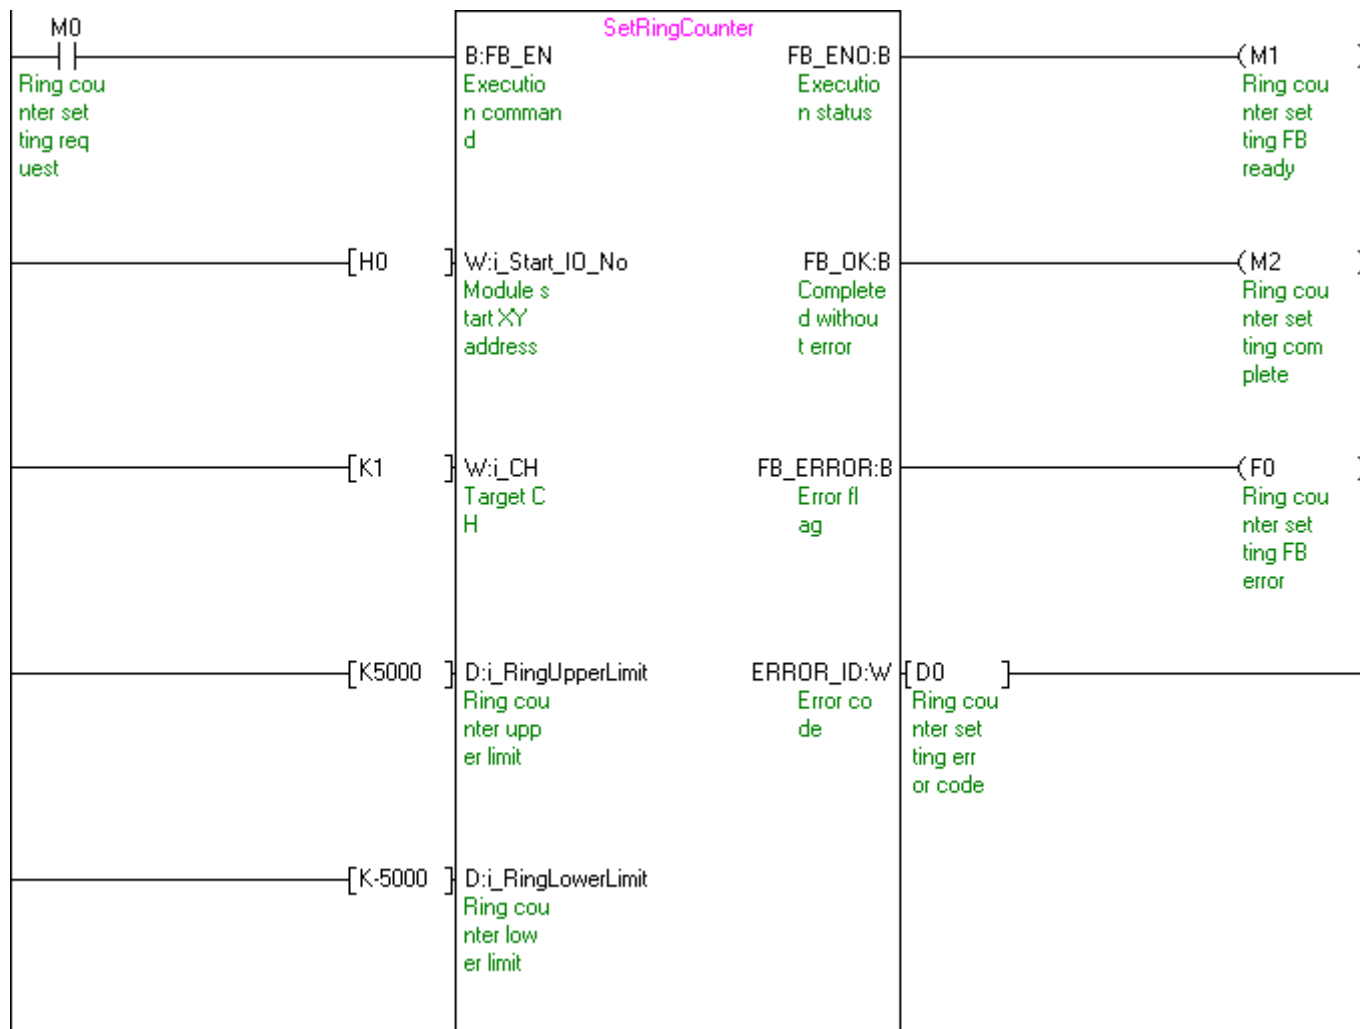 SetRingCounter
M0
B:FB_EN
FB_ENO:B
(M1 )
Ring cou
nter set
ting req
uest
Executio
n comman
d
Executio
n status
Ring cou
nter set
ting FB
ready
[H0 ]
W:i_Start_IO_No
FB_OK:B
(M2 )
Module s
tart XY
address
Complete
d withou
t error
Ring cou
nter set
ting com
plete
[K1 ]
W:i_CH
FB_ERROR:B
(F0 )
Target C
H
Error fl
ag
Ring cou
nter set
ting FB
error
[K5000 ]
D:i_RingUpperLimit
ERROR_ID:W
[D0 ]
Ring cou
nter upp
er limit
Error co
de
Ring cou
nter set
ting err
or code
[K-5000 ]
D:i_RingLowerLimit
Ring cou
nter low
er limit